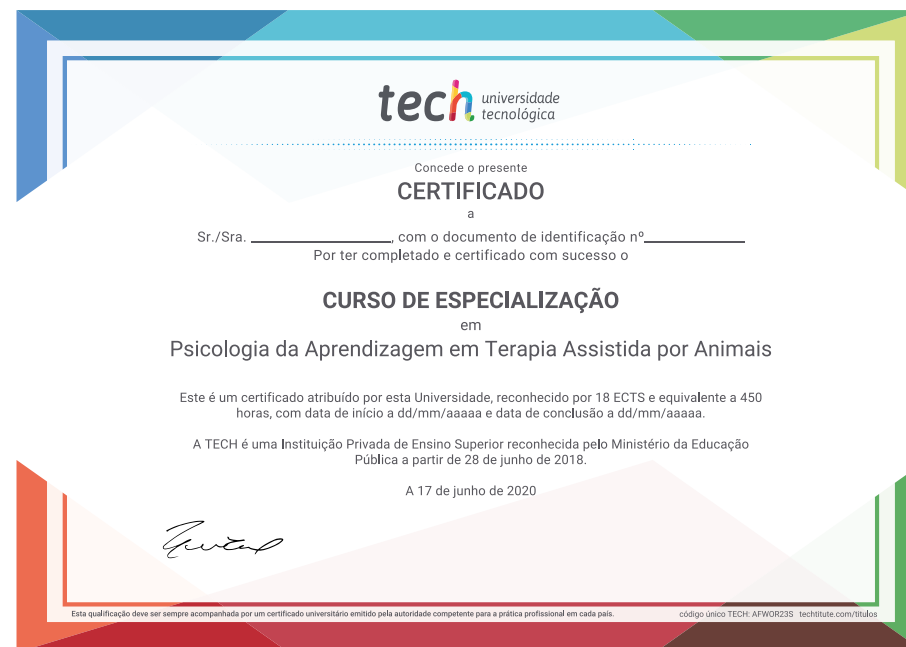 tech universidade
tecnológica
Concede o presente
CERTIFICADO
a
Sr./Sra. ____________, com o documento de identificação nº_________
Por ter completado e certificado com sucesso o
CURSO DE ESPECIALIZAÇÃO
em
Psicologia da Aprendizagem em Terapia Assistida por Animais
Este é um certificado atribuído por esta Universidade, reconhecido por 18 ECTS e equivalente a 450
horas, com data de início a dd/mm/aaaaa e data de conclusão a dd/mm/aaaaa.
A TECH é uma Instituição Privada de Ensino Superior reconhecida pelo Ministério da Educação
Pública a partir de 28 de junho de 2018.
A 17 de junho de 2020
Esta qualificação deve ser sempre acompanhada por um certificado universitário emitido pela autoridade competente para a prática profissional em cada país. código único TECH: AFWOR23S techtitute.com/titulos